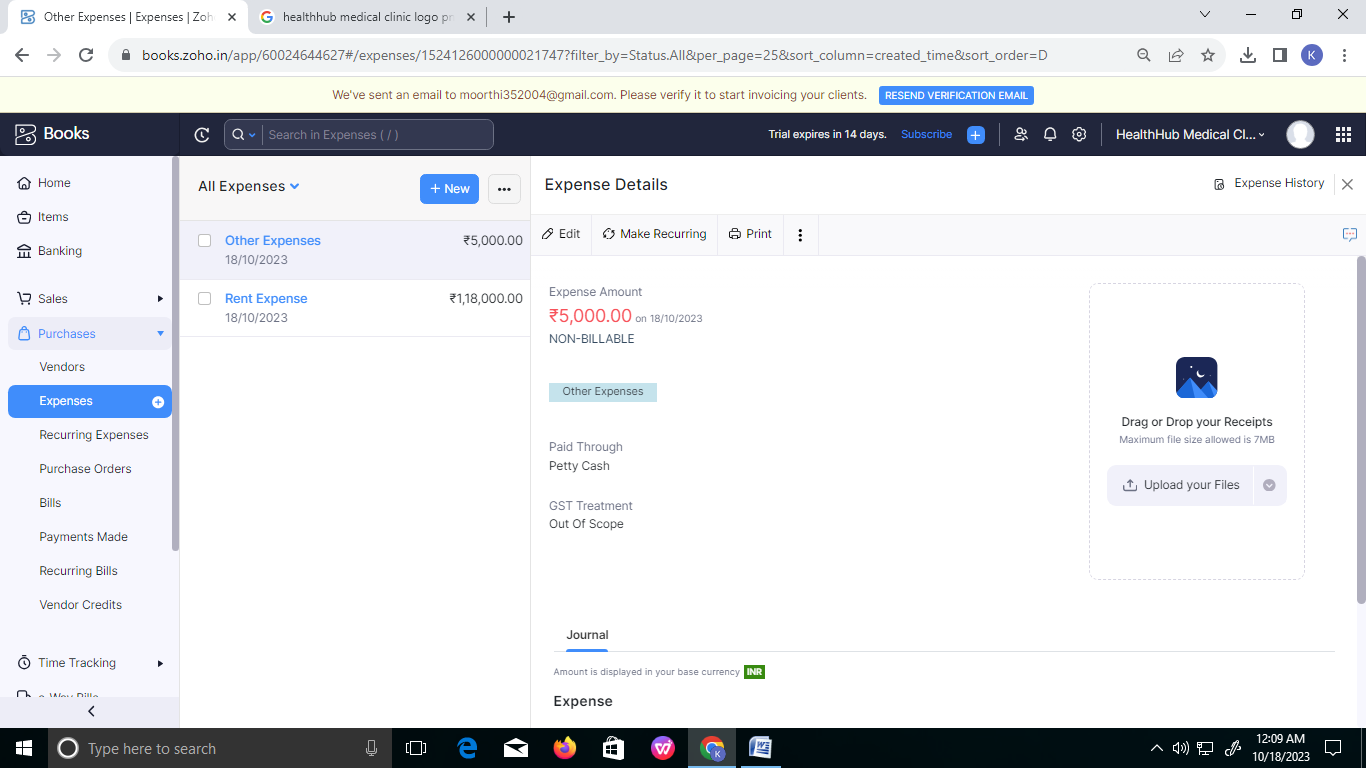 Other Expenses | Expenses | Zoh
healthhub medical clinic logo pn
books.zoho.in/app/60024644627#/expenses/1524126000000021747?filter_by=Status.All&per_page=25&sort_column=created_time&sort_order=D
K
We've sent an email to moorthi352004@gmail.com. Please verify it to start invoicing your clients.
RESEND VERIFICATION EMAIL
Books
Search in Expenses ( / )
Trial expires in 14 days.
Subscribe
HealthHub Medical Cl...
Home
Items
Banking
Sales
Purchases
Vendors
Expenses
Recurring Expenses
Purchase Orders
Bills
Payments Made
Recurring Bills
Vendor Credits
Time Tracking
e-Way Bills
All Expenses
+ New
Other Expenses ₹5,000.00
18/10/2023
Rent Expense ₹1,18,000.00
18/10/2023
Expense Details
Expense History
Edit
Make Recurring
Print
Expense Amount
₹5,000.00 on 18/10/2023
NON-BILLABLE
Other Expenses
Paid Through
Petty Cash
GST Treatment
Out Of Scope
Drag or Drop your Receipts
Maximum file size allowed is 7MB
Upload your Files
Journal
Amount is displayed in your base currency INR
Expense
Type here to search
12:09 AM
10/18/2023